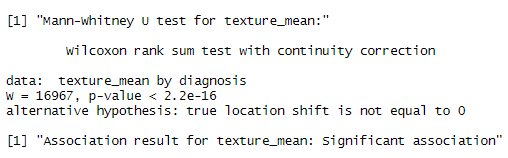 [1] "Mann-Whitney U test for texture_mean:"
Wilcoxon rank sum test with continuity correction
data:  texture_mean by diagnosis
W = 16967, p-value < 2.2e-16
alternative hypothesis: true location shift is not equal to 0
[1] "Association result for texture_mean: Significant association"